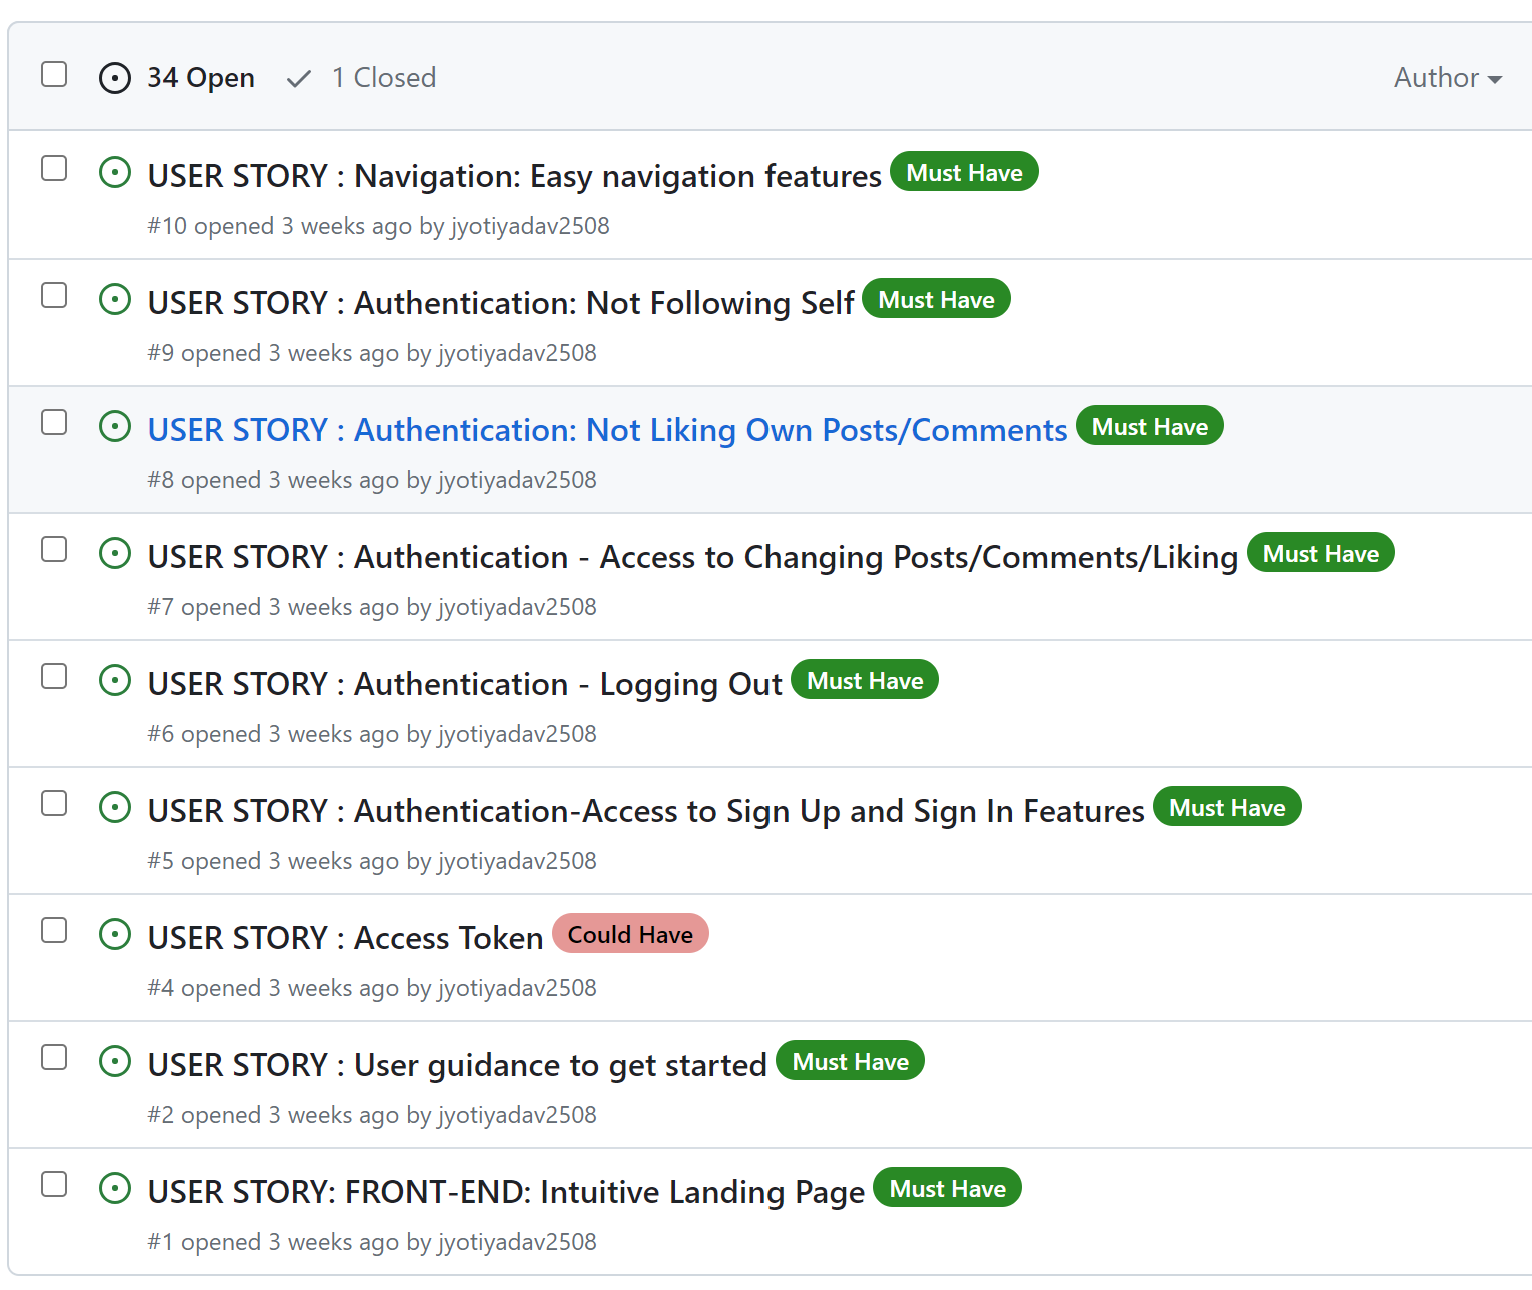 34 Open 1 Closed Author
USER STORY : Navigation: Easy navigation features Must Have
#10 opened 3 weeks ago by jyotiyadav2508
USER STORY : Authentication: Not Following Self Must Have
#9 opened 3 weeks ago by jyotiyadav2508
USER STORY : Authentication: Not Liking Own Posts/Comments Must Have
#8 opened 3 weeks ago by jyotiyadav2508
USER STORY : Authentication - Access to Changing Posts/Comments/Liking Must Have
#7 opened 3 weeks ago by jyotiyadav2508
USER STORY : Authentication - Logging Out Must Have
#6 opened 3 weeks ago by jyotiyadav2508
USER STORY : Authentication-Access to Sign Up and Sign In Features Must Have
#5 opened 3 weeks ago by jyotiyadav2508
USER STORY : Access Token Could Have
#4 opened 3 weeks ago by jyotiyadav2508
USER STORY : User guidance to get started Must Have
#2 opened 3 weeks ago by jyotiyadav2508
USER STORY: FRONT-END: Intuitive Landing Page Must Have
#1 opened 3 weeks ago by jyotiyadav2508